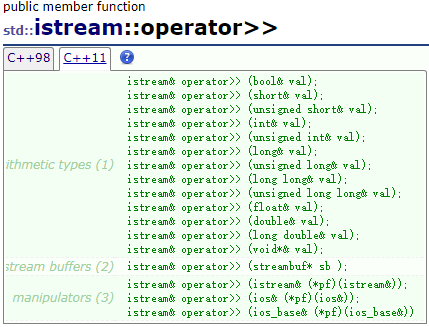 public member function
std::istream::operator>>
C++98 C++11 ?
istream& operator>> (bool& val);
istream& operator>> (short& val);
istream& operator>> (unsigned short& val);
istream& operator>> (int& val);
istream& operator>> (unsigned int& val);
istream& operator>> (long& val);
ithmetic types (1) istream& operator>> (unsigned long& val);
istream& operator>> (long long& val);
istream& operator>> (unsigned long long& val);
istream& operator>> (float& val);
istream& operator>> (double& val);
istream& operator>> (long double& val);
istream& operator>> (void*& val);
stream buffers (2) istream& operator>> (streambuf* sb );
istream& operator>> (istream& (*pf)(istream&));
manipulators (3) istream& operator>> (ios& (*pf)(ios&));
istream& operator>> (ios_base& (*pf)(ios_base&))